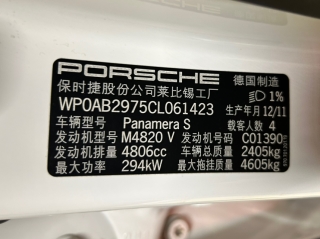 PORSCHE 德国制造
保时捷股份公司莱比锡工厂 1%
WP0AB2975CL061423 生产年月 12/11
车辆型号 Panamera S 载客人数 4
发动机型号 M4820 V 发动机号码 C01390
发动机排量 4806cc 车辆总质量 2405kg
最大功率 294kW 最大拖挂质量 4605kg